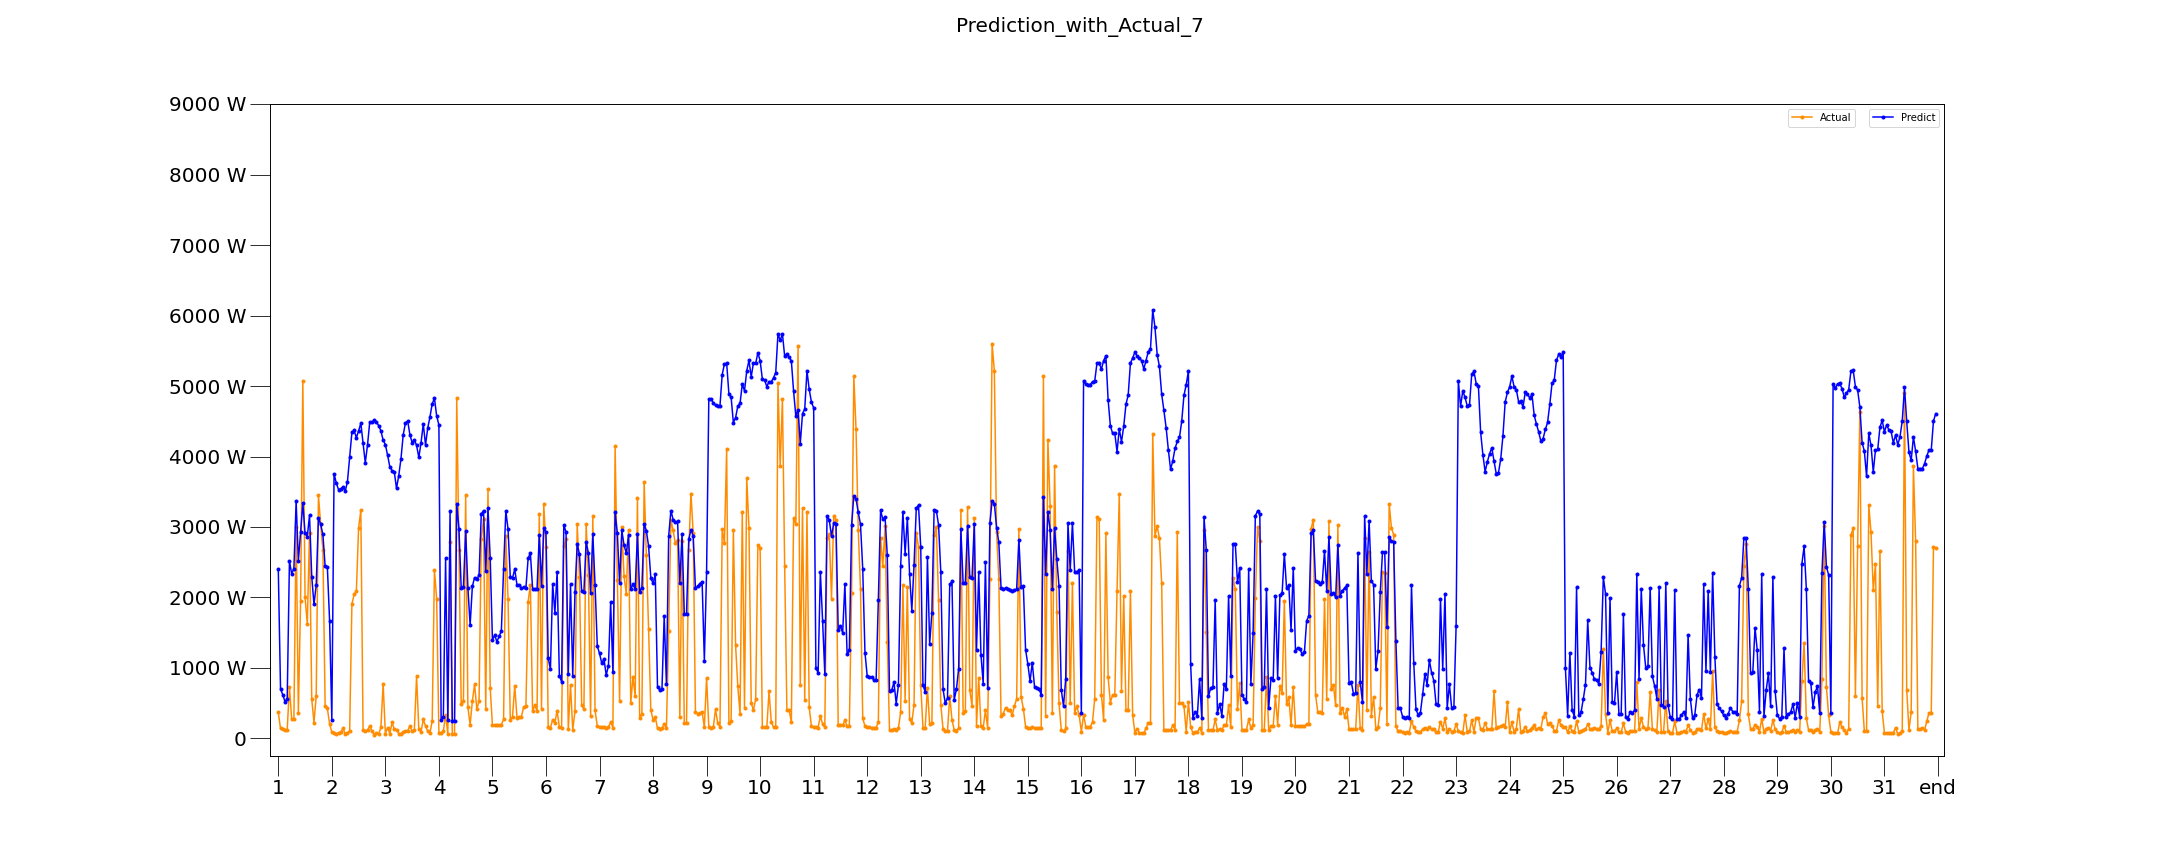 Prediction_with_Actual_7
9000 W
8000 W
7000 W
6000 W
5000 W
4000 W
3000 W
2000 W
1000 W
0
Actual Predict
1 2 3 4 5 6 7 8 9 10 11 12 13 14 15 16 17 18 19 20 21 22 23 24 25 26 27 28 29 30 31 end